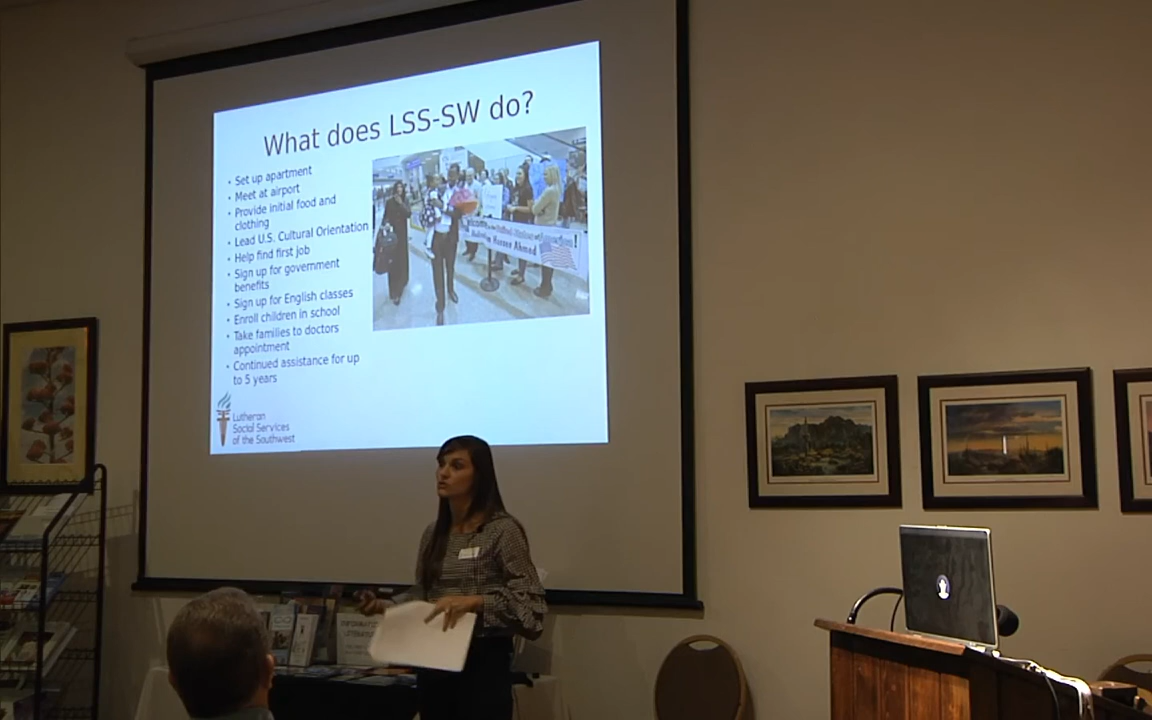 What does LSS-SW do?
• Set up apartment
• Meet at airport
• Provide initial food and
clothing
• Lead U.S. Cultural Orientation
• Help find first job
• Sign up for government
benefits
• Sign up for English classes
• Enroll children in school
• Take families to doctors
appointment
• Continued assistance for up
to 5 years
Lutheran
Social Services
of the Southwest